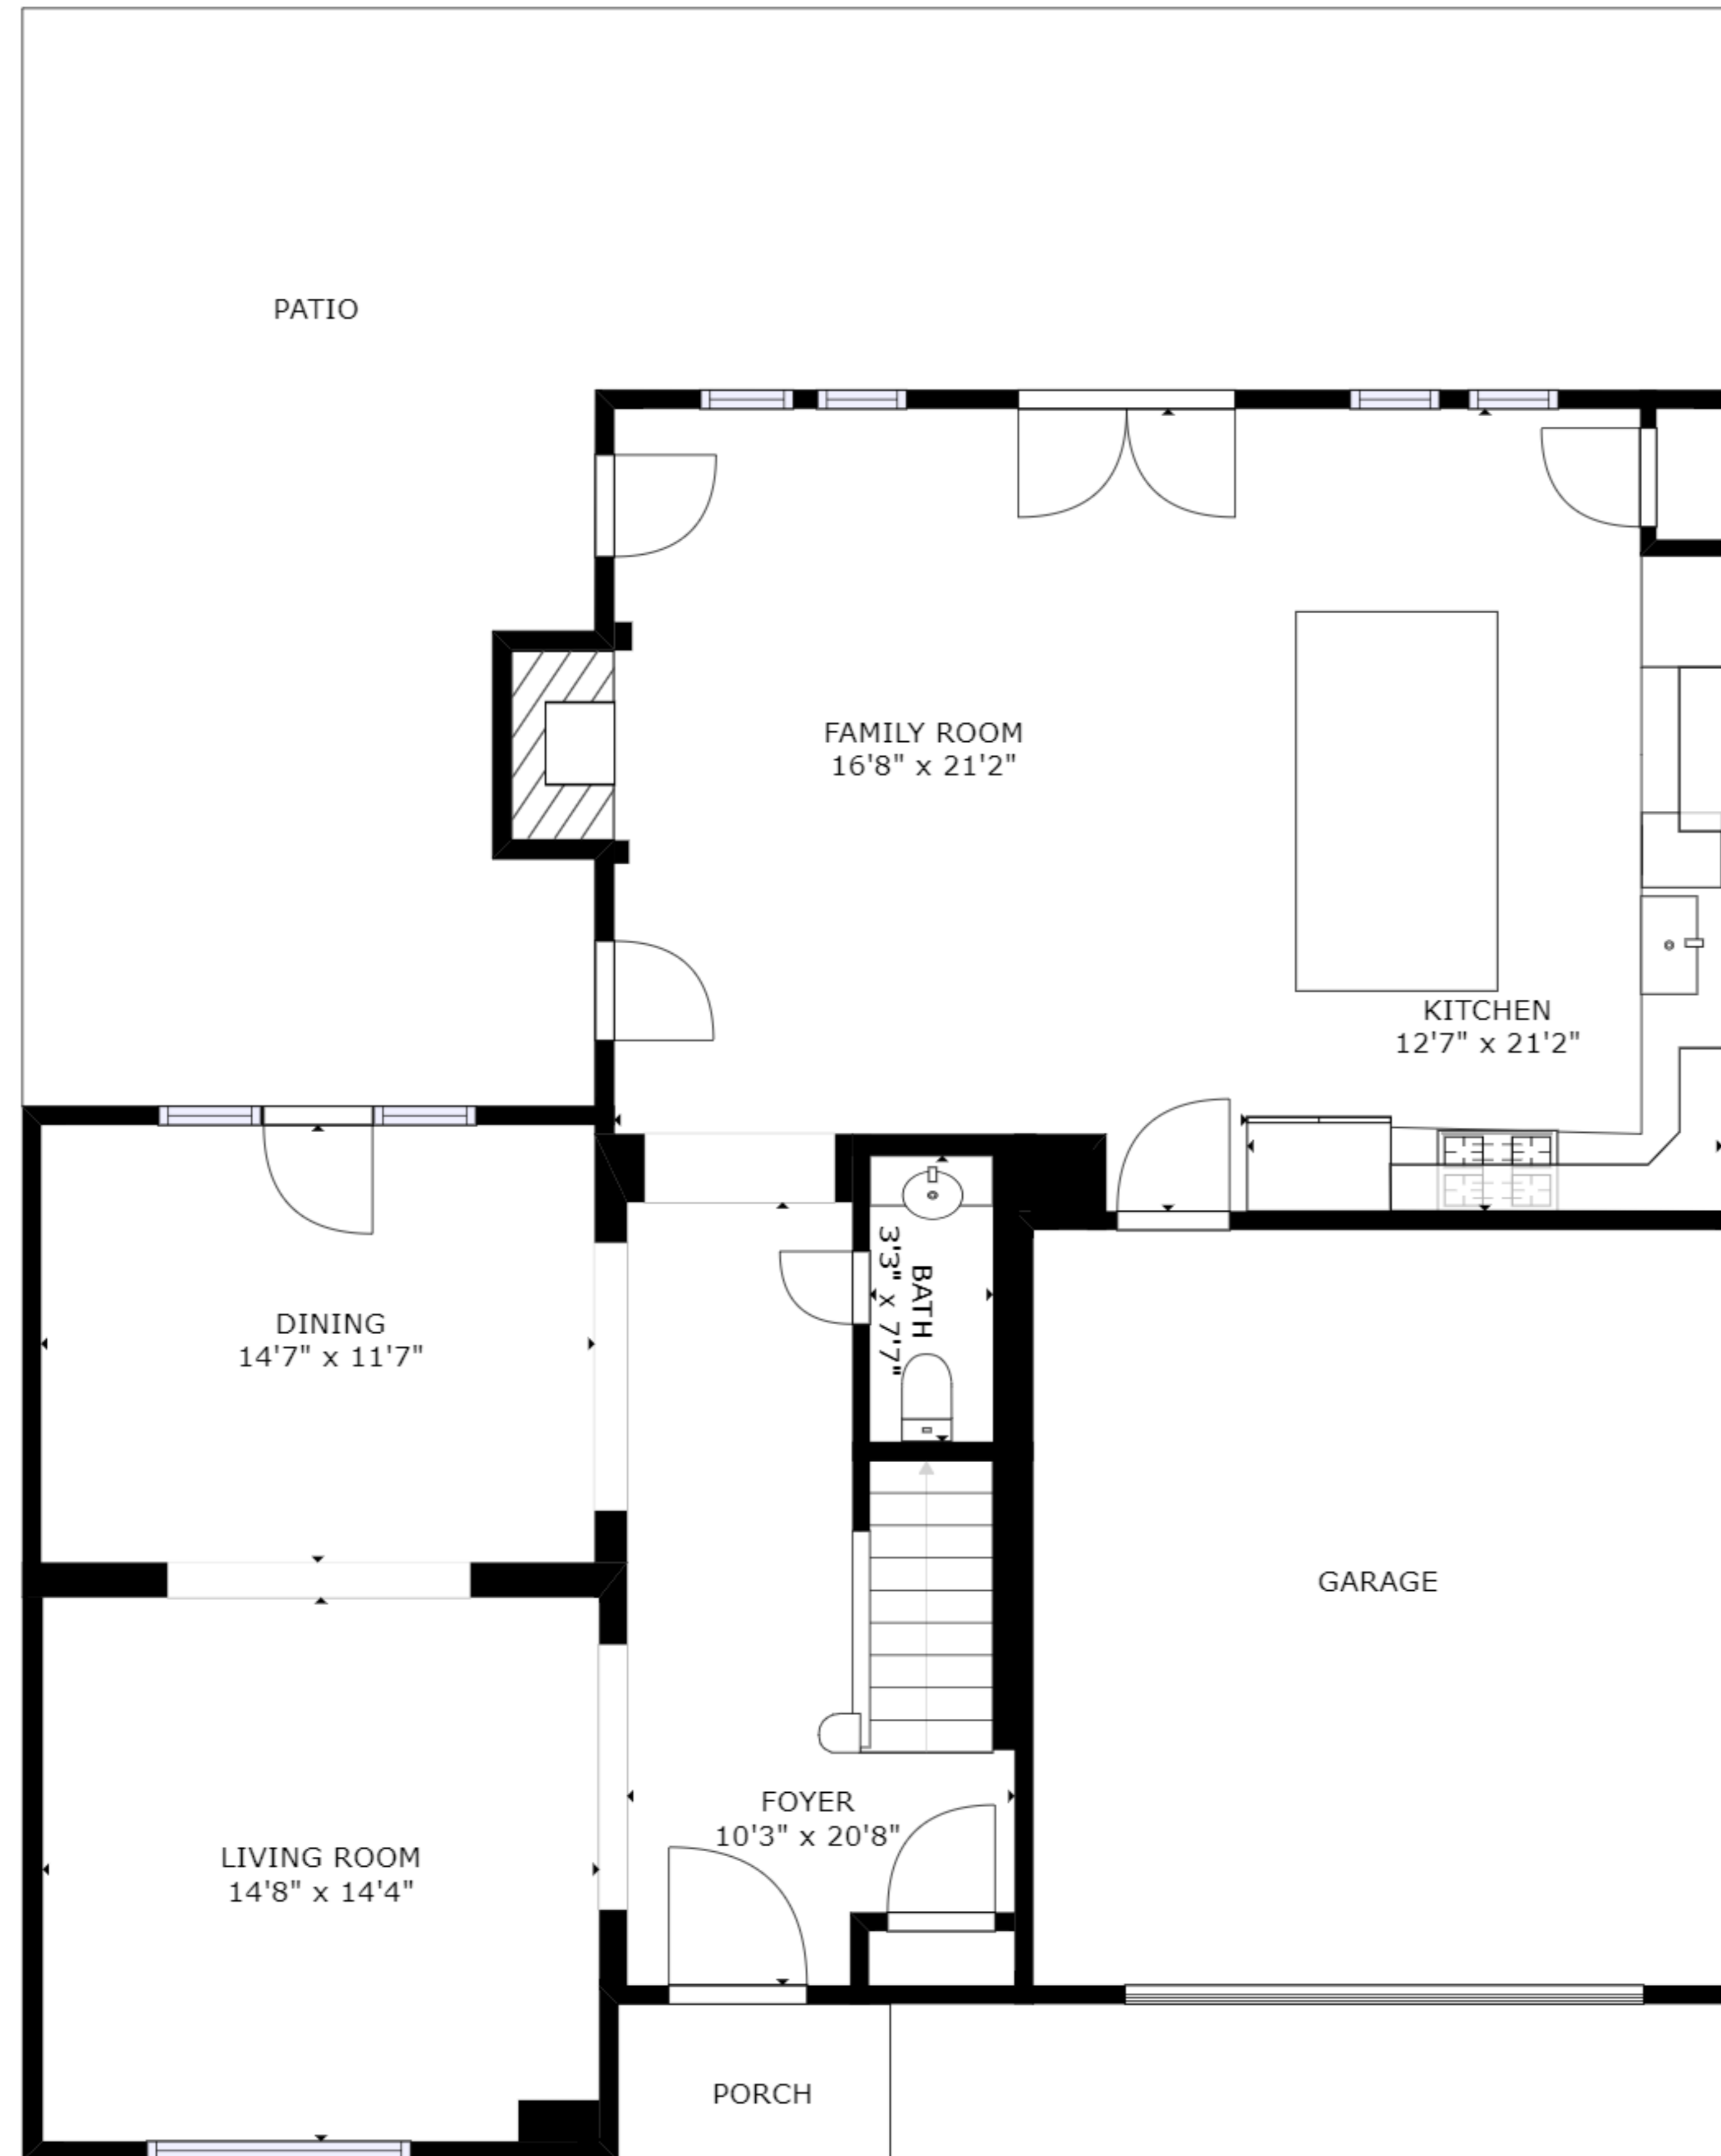 PATIO
FAMILY ROOM
16'8" x 21'2"
KITCHEN
12'7" x 21'2"
BATH
3'3" x 7'7"
DINING
14'7" x 11'7"
GARAGE
FOYER
10'3" x 20'8"
LIVING ROOM
14'8" x 14'4"
PORCH